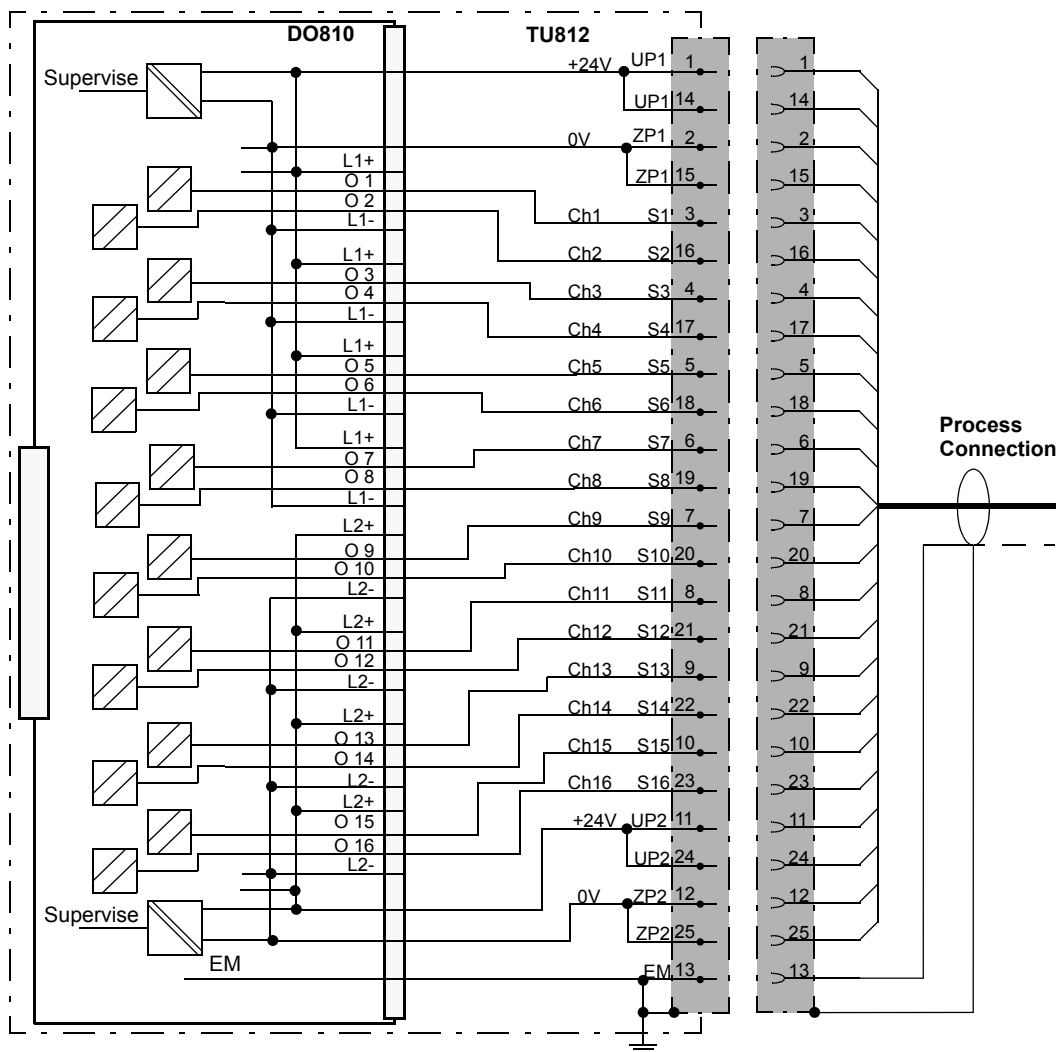 DO810 TU812
Supervise +24V UP1 1 1
UP1 14 14
0V ZP1 2 2
L1+
ZP1 15 15
O 1
O 2
L1-
Ch1 S1 3 3
L1+
Ch2 S2 16 16
O 3
O 4
L1-
Ch3 S3 4 4
Ch4 S4 17 17
L1+
O 5
O 6
L1-
Ch5 S5 5 5
Ch6 S6 18 18
Process
Connection
L1+
O 7
O 8
L1-
Ch7 S7 6 6
Ch8 S8 19 19
L2+
Ch9 S9 7 7
O 9
O 10
L2-
Ch10 S10 20 20
Ch11 S11 8 8
L2+
O 11
O 12
L2-
Ch12 S12 21 21
Ch13 S13 9 9
L2+
O 13
O 14
L2-
Ch14 S14 22 22
Ch15 S15 10 10
Ch16 S16 23 23
L2+
O 15
O 16
L2-
+24V UP2 11 11
UP2 24 24
Supervise 0V ZP2 12 12
ZP2 25 25
EM EM 13 13